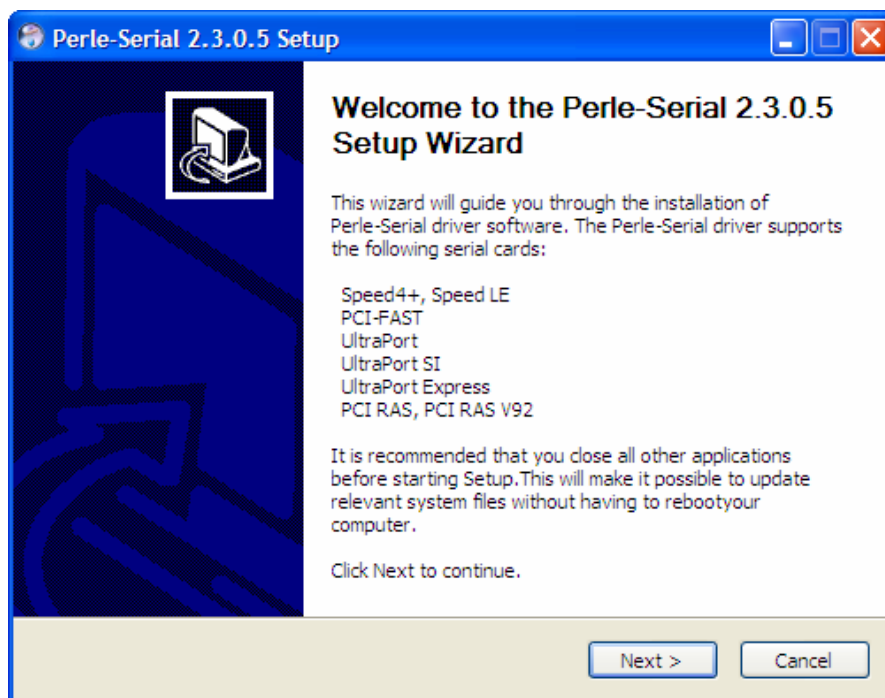 Perle-Serial 2.3.0.5 Setup
Welcome to the Perle-Serial 2.3.0.5
Setup Wizard
This wizard will guide you through the installation of
Perle-Serial driver software. The Perle-Serial driver supports
the following serial cards:
Speed4+, Speed LE
PCI-FAST
UltraPort
UltraPort SI
UltraPort Express
PCI RAS, PCI RAS V92
It is recommended that you close all other applications
before starting Setup.This will make it possible to update
relevant system files without having to rebootyour
computer.
Click Next to continue.
Next >
Cancel